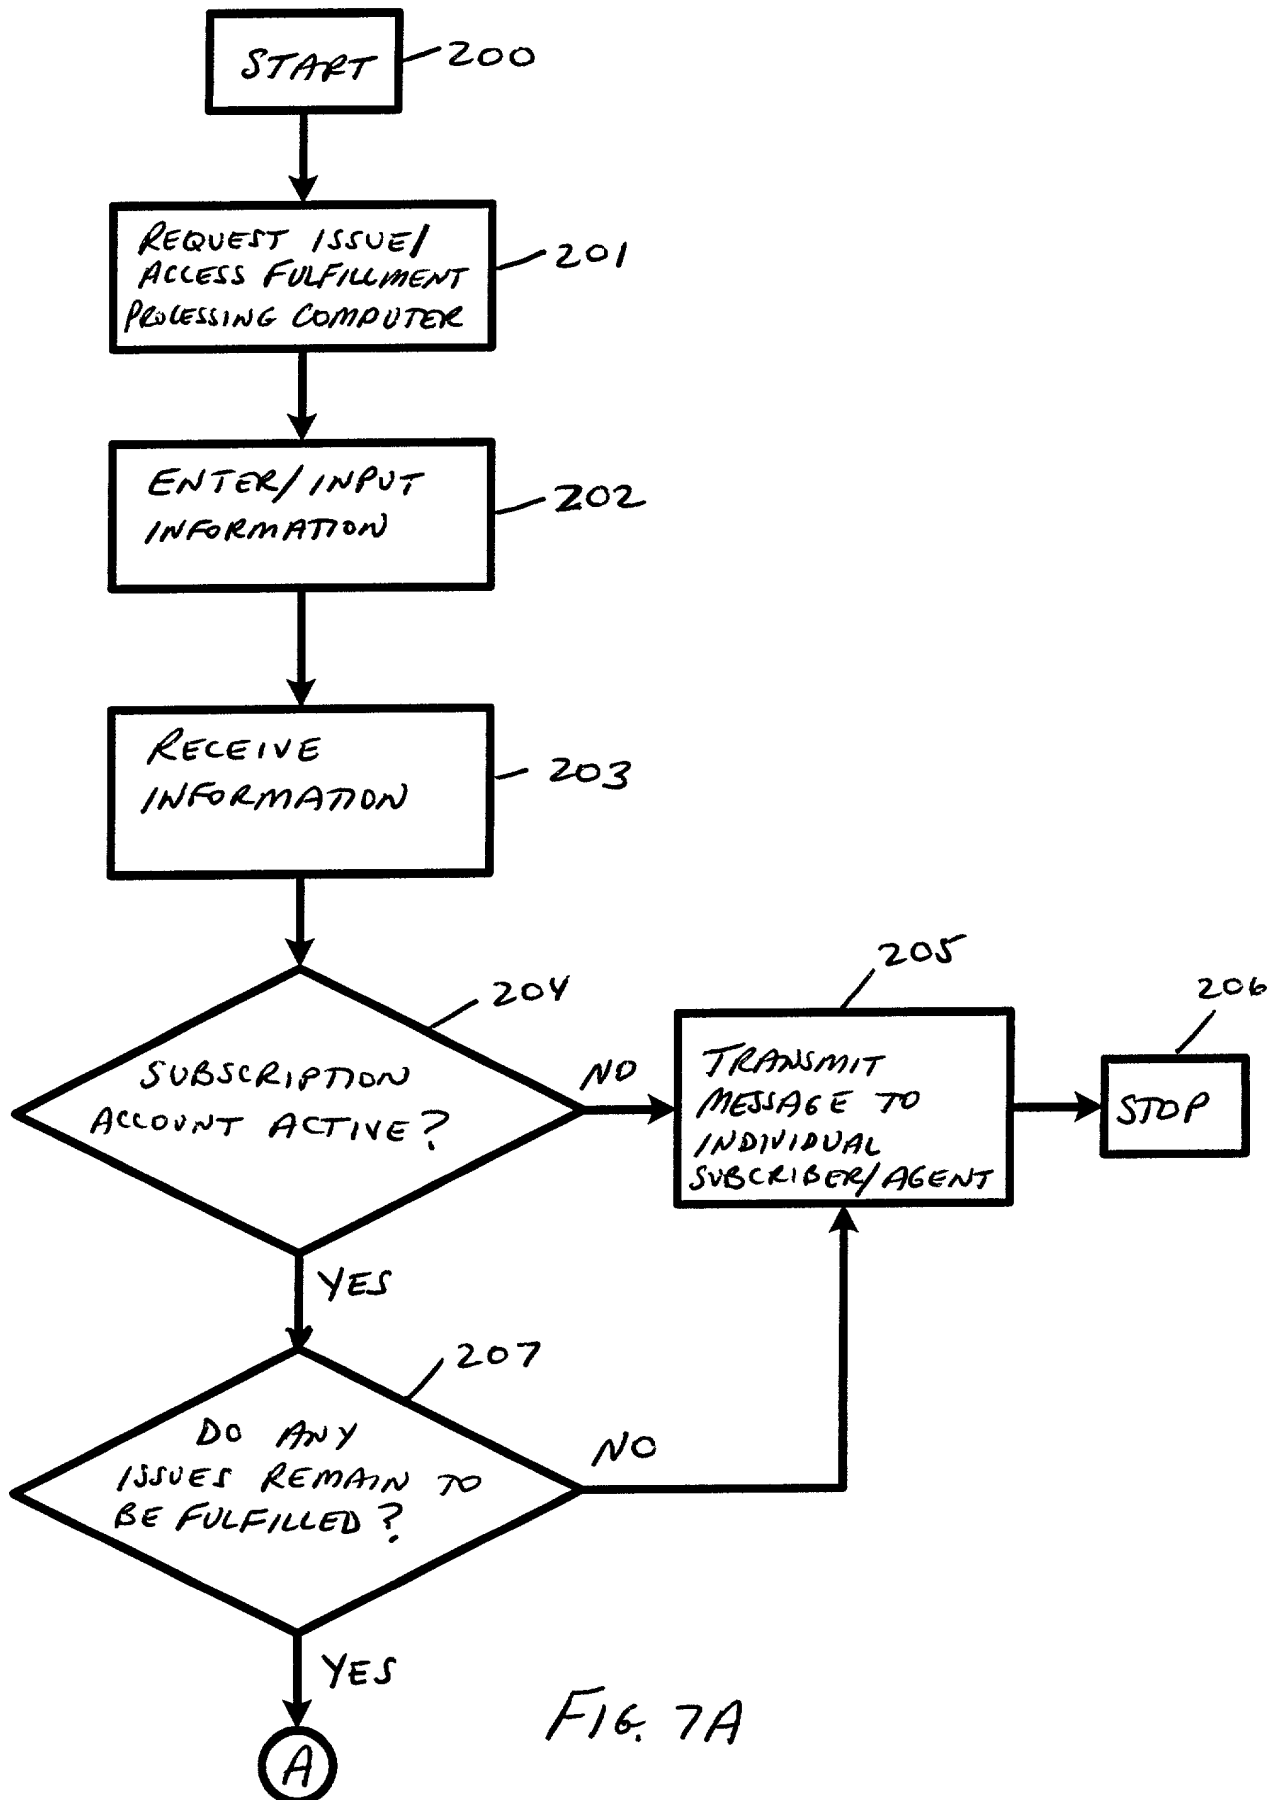 START
200
REQUEST ISSUE/
ACCESS FULFILLMENT
PROCESSING COMPUTER
201
ENTER/INPUT
INFORMATION
202
RECEIVE
INFORMATION
203
204
SUBSCRIPTION
ACCOUNT ACTIVE?
NO
205
TRANSMIT
MESSAGE TO
INDIVIDUAL
SUBCRIBER/AGENT
206
STOP
YES
207
DO ANY
ISSUES REMAIN TO
BE FULFILLED?
NO
YES
A
FIG. 7A